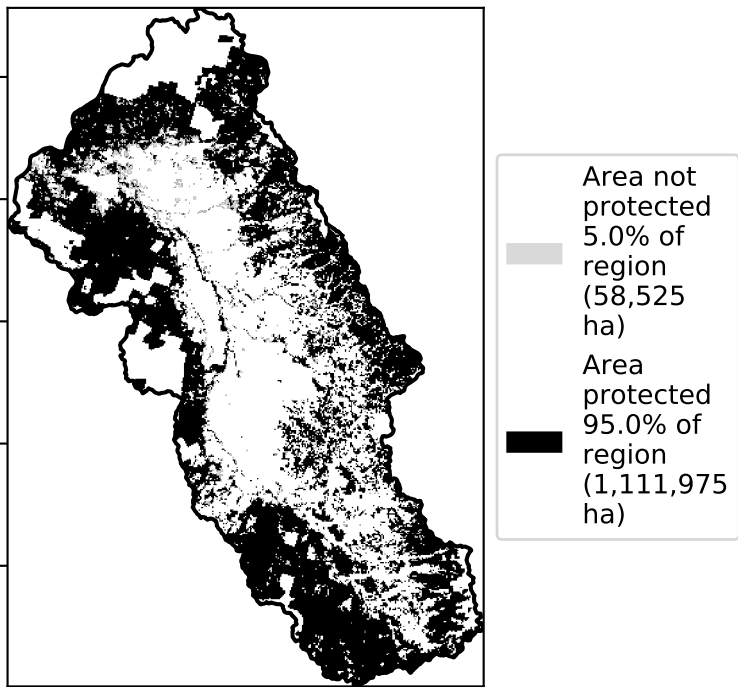 Area not
protected
5.0% of
region
(58,525
ha)
Area
protected
95.0% of
region
(1,111,975
ha)